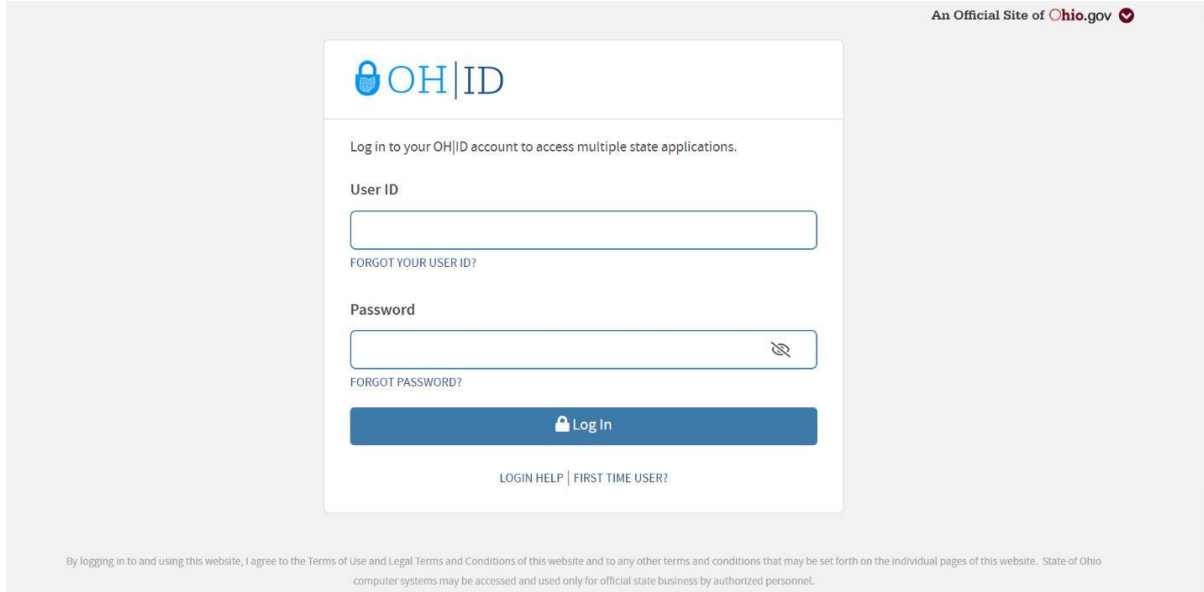 An Official Site of Ohio.gov
OH|ID
Log in to your OH|ID account to access multiple state applications.
User ID
FORGOT YOUR USER ID?
Password
FORGOT PASSWORD?
Log In
LOGIN HELP | FIRST TIME USER?
By logging in to and using this website, I agree to the Terms of Use and Legal Terms and Conditions of this website and to any other terms and conditions that may be set forth on the individual pages of this website. State of Ohio
computer systems may be accessed and used only for official state business by authorized personnel.